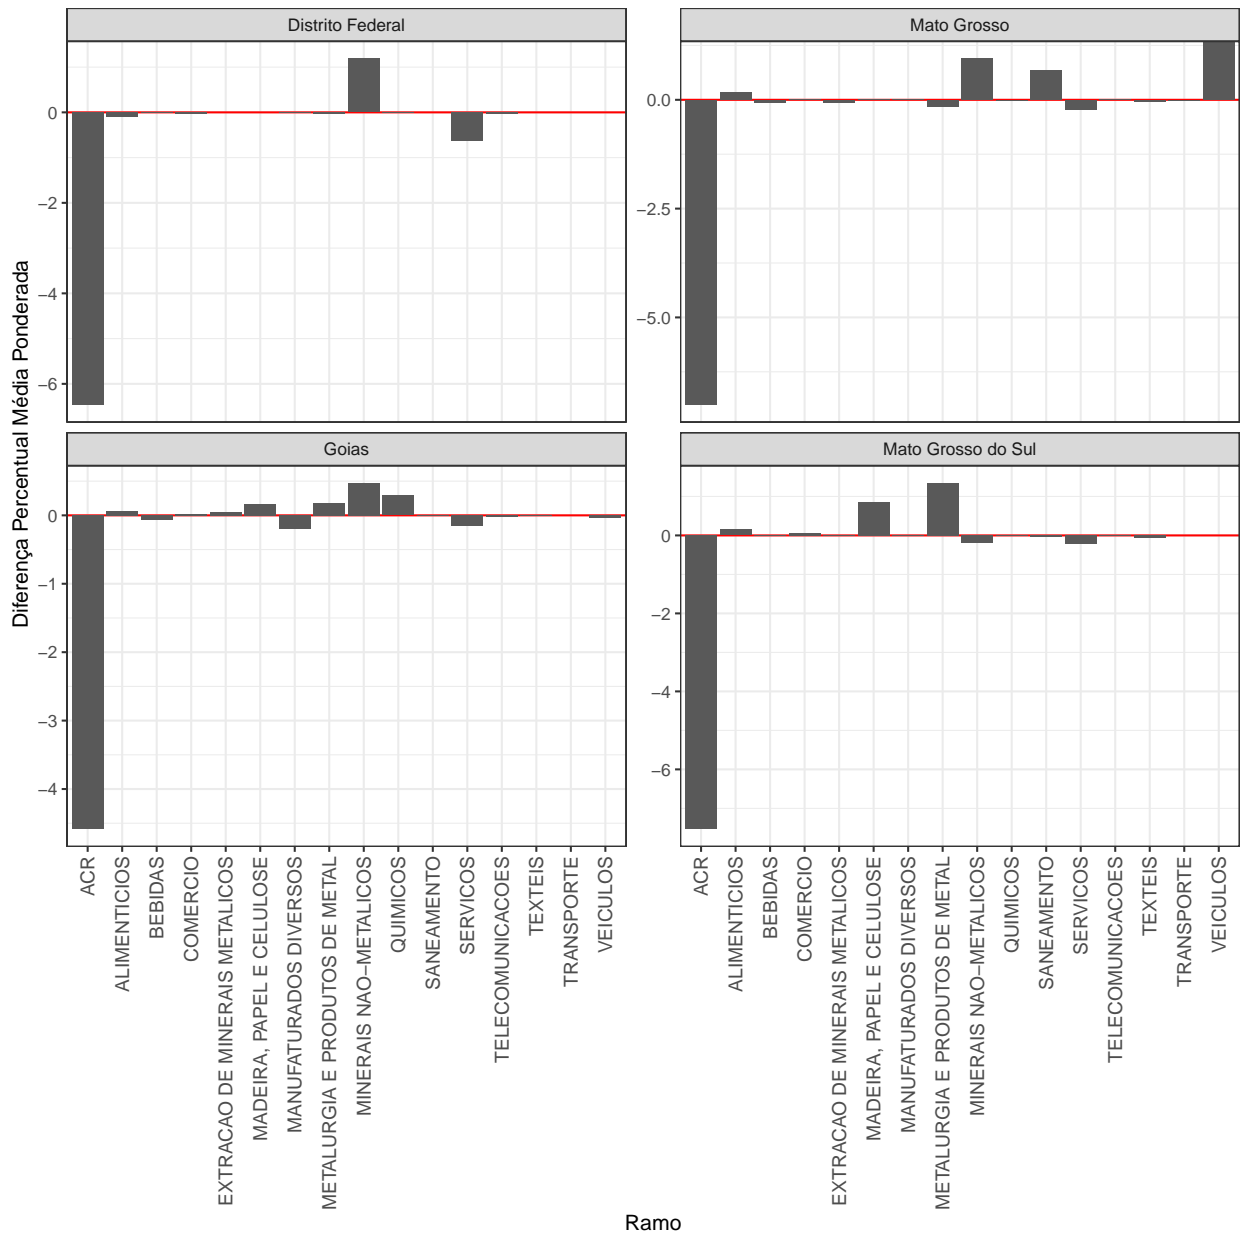 Distrito Federal
Mato Grosso
0
−2
−4
−6
0.0
−2.5
−5.0
Diferença Percentual Média Ponderada
Goias
Mato Grosso do Sul
0
−1
−2
−3
−4
0
−2
−4
−6
ACR
ALIMENTICIOS
BEBIDAS
COMERCIO
EXTRACAO DE MINERAIS METALICOS
MADEIRA, PAPEL E CELULOSE
MANUFATURADOS DIVERSOS
METALURGIA E PRODUTOS DE METAL
MINERAIS NAO−METALICOS
QUIMICOS
SANEAMENTO
SERVICOS
TELECOMUNICACOES
TEXTEIS
TRANSPORTE
VEICULOS
ACR
ALIMENTICIOS
BEBIDAS
COMERCIO
EXTRACAO DE MINERAIS METALICOS
MADEIRA, PAPEL E CELULOSE
MANUFATURADOS DIVERSOS
METALURGIA E PRODUTOS DE METAL
MINERAIS NAO−METALICOS
QUIMICOS
SANEAMENTO
SERVICOS
TELECOMUNICACOES
TEXTEIS
TRANSPORTE
VEICULOS
Ramo